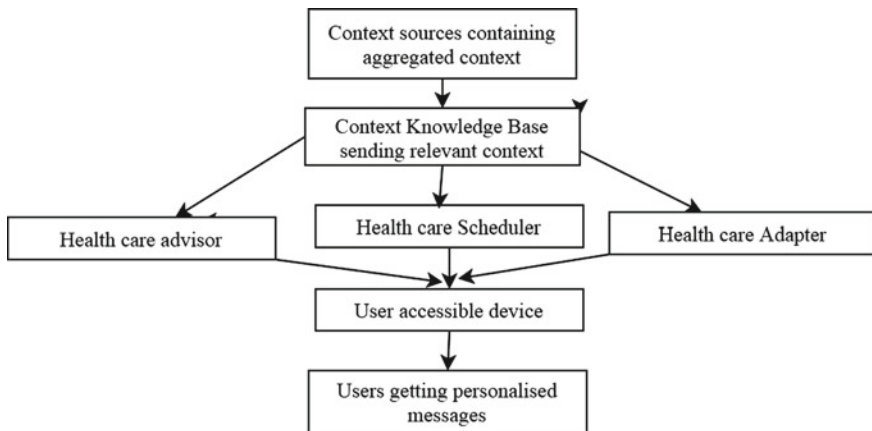 Context sources containing
aggregated context
Context Knowledge Base
sending relevant context
Health care advisor
Health care Scheduler
Health care Adapter
User accessible device
Users getting personalised
messages